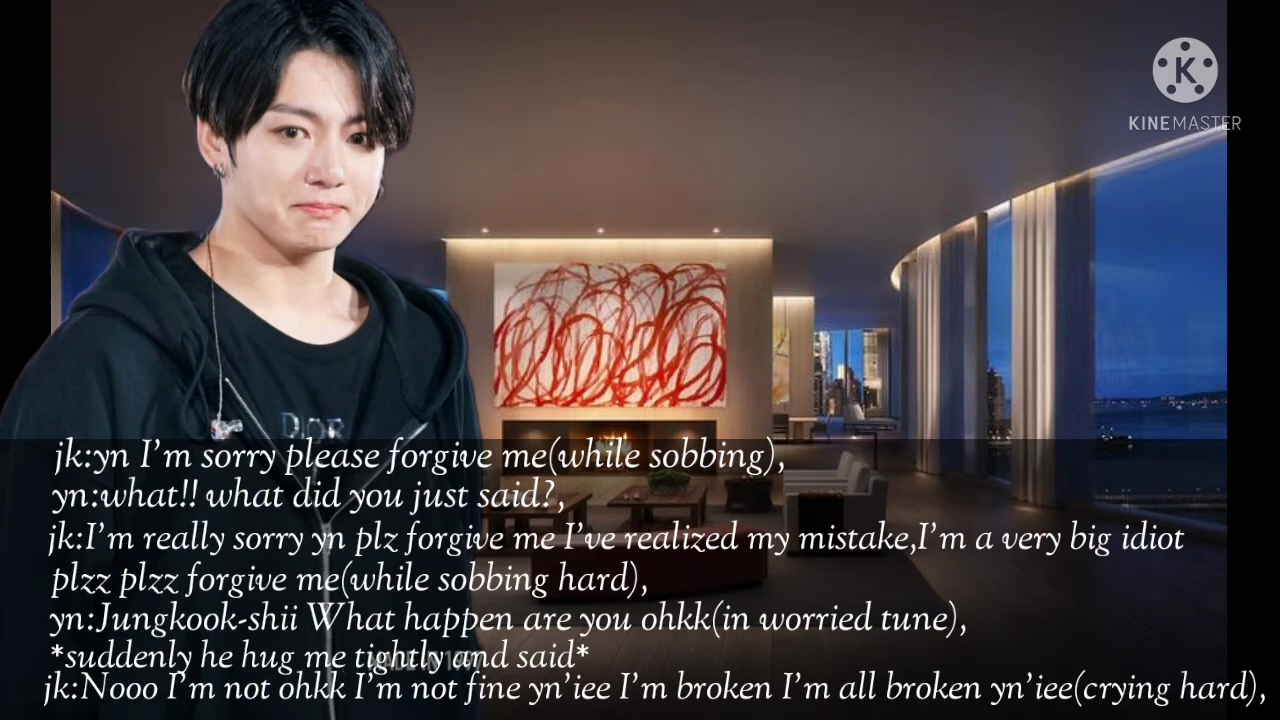 KINEMASTER
DIOR
jk:yn I'm sorry please forgive me(while sobbing),
yn:what!! what did you just said?,
jk:I'm really sorry yn plz forgive me I've realized my mistake,I'm a very big idiot
plzz plzz forgive me(while sobbing hard),
yn:Jungkook-shii What happen are you ohkk(in worried tune),
*suddenly he hug me tightly and said*
jk:Nooo I'm not ohkk I'm not fine yn'iee I'm broken I'm all broken yn'iee(crying hard),